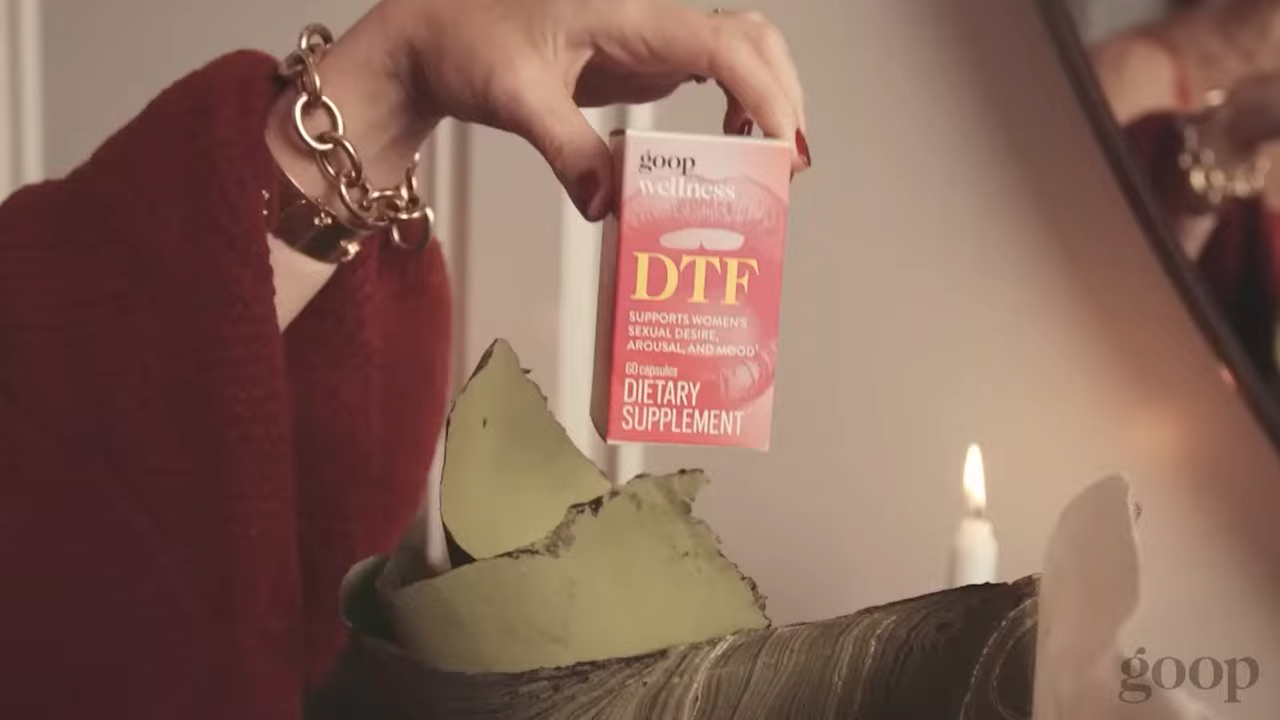 goop
wellness
DTF
SUPPORTS WOMEN'S
SEXUAL DESIRE,
AROUSAL, AND MOOD†
60 capsules
DIETARY
SUPPLEMENT
goop